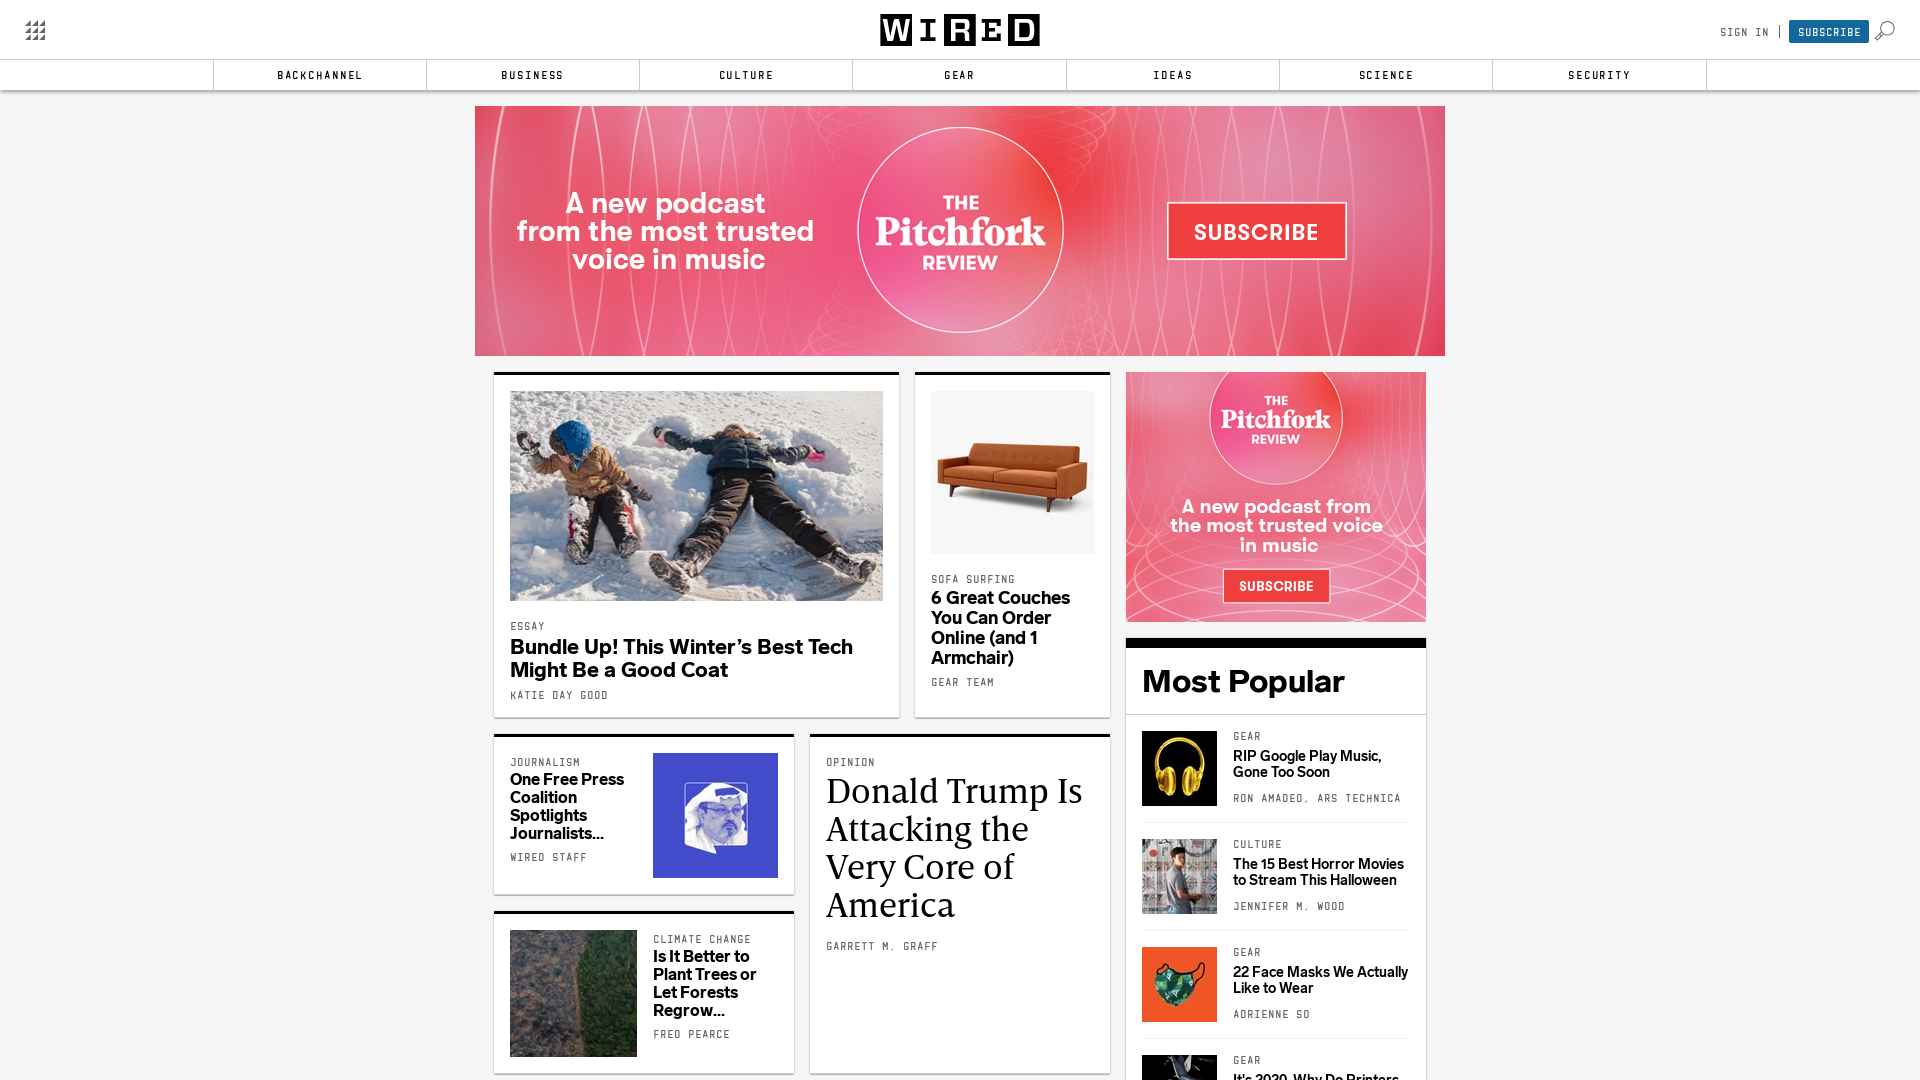 WIRED
SIGN IN
SUBSCRIBE
BACKCHANNEL
BUSINESS
CULTURE
GEAR
IDEAS
SCIENCE
SECURITY
A new podcast
from the most trusted
voice in music
THE
Pitchfork
REVIEW
SUBSCRIBE
ESSAY
Bundle Up! This Winter’s Best Tech
Might Be a Good Coat
KATIE DAY GOOD
SOFA SURFING
6 Great Couches
You Can Order
Online (and 1
Armchair)
GEAR TEAM
THE
Pitchfork
REVIEW
A new podcast from
the most trusted voice
in music
SUBSCRIBE
JOURNALISM
One Free Press
Coalition
Spotlights
Journalists...
WIRED STAFF
CLIMATE CHANGE
Is It Better to
Plant Trees or
Let Forests
Regrow...
FRED PEARCE
OPINION
Donald Trump Is
Attacking the
Very Core of
America
GARRETT M. GRAFF
Most Popular
GEAR
RIP Google Play Music,
Gone Too Soon
RON AMADEO, ARS TECHNICA
CULTURE
The 15 Best Horror Movies
to Stream This Halloween
JENNIFER M. WOOD
GEAR
22 Face Masks We Actually
Like to Wear
ADRIENNE SO
GEAR
It's 2020. Why Do Printers